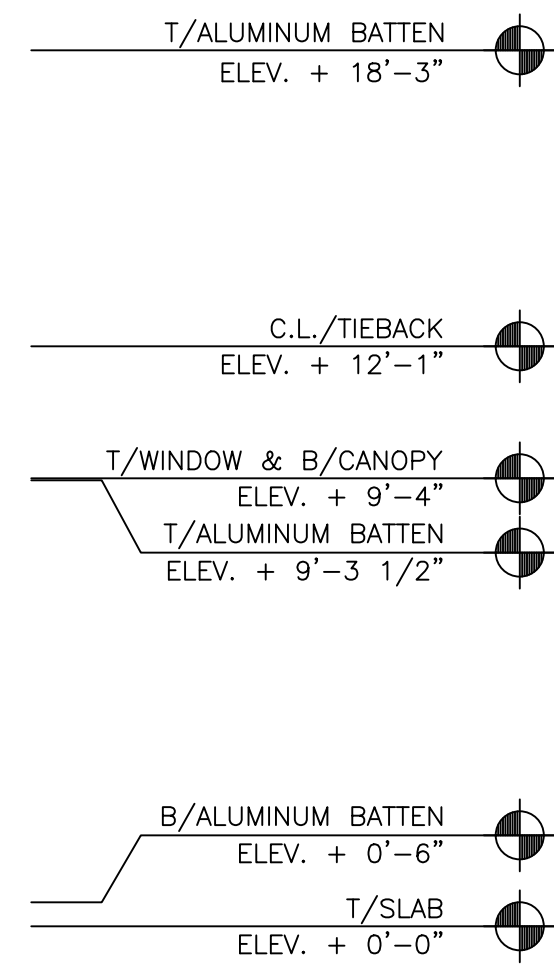 T/ALUMINUM BATTEN
ELEV. + 18'-3"
C.L./TIEBACK
ELEV. + 12'-1"
T/WINDOW & B/CANOPY
ELEV. + 9'-4"
T/ALUMINUM BATTEN
ELEV. + 9'-3 1/2"
B/ALUMINUM BATTEN
ELEV. + 0'-6"
T/SLAB
ELEV. + 0'-0"